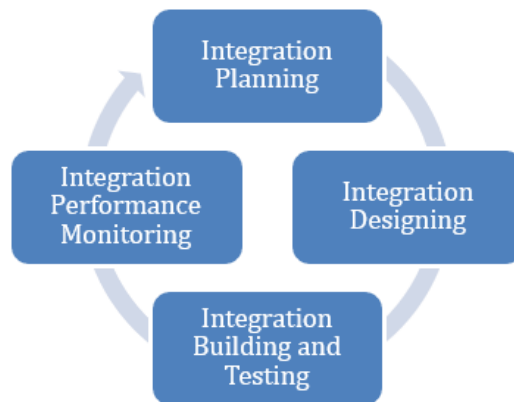 Integration
Planning
Integration
Designing
Integration
Building and
Testing
Integration
Performance
Monitoring